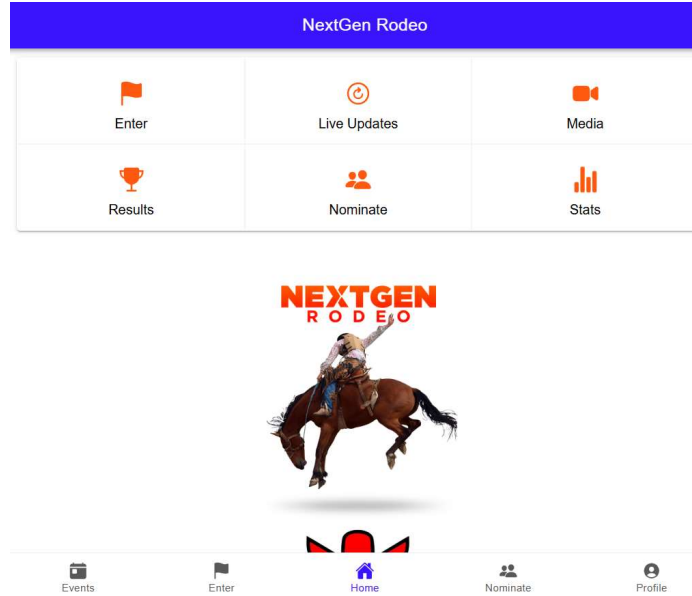 NextGen Rodeo
Enter
Live Updates
Media
Results
Nominate
Stats
NEXTGEN
RODEO
Events
Enter
Home
Nominate
Profile